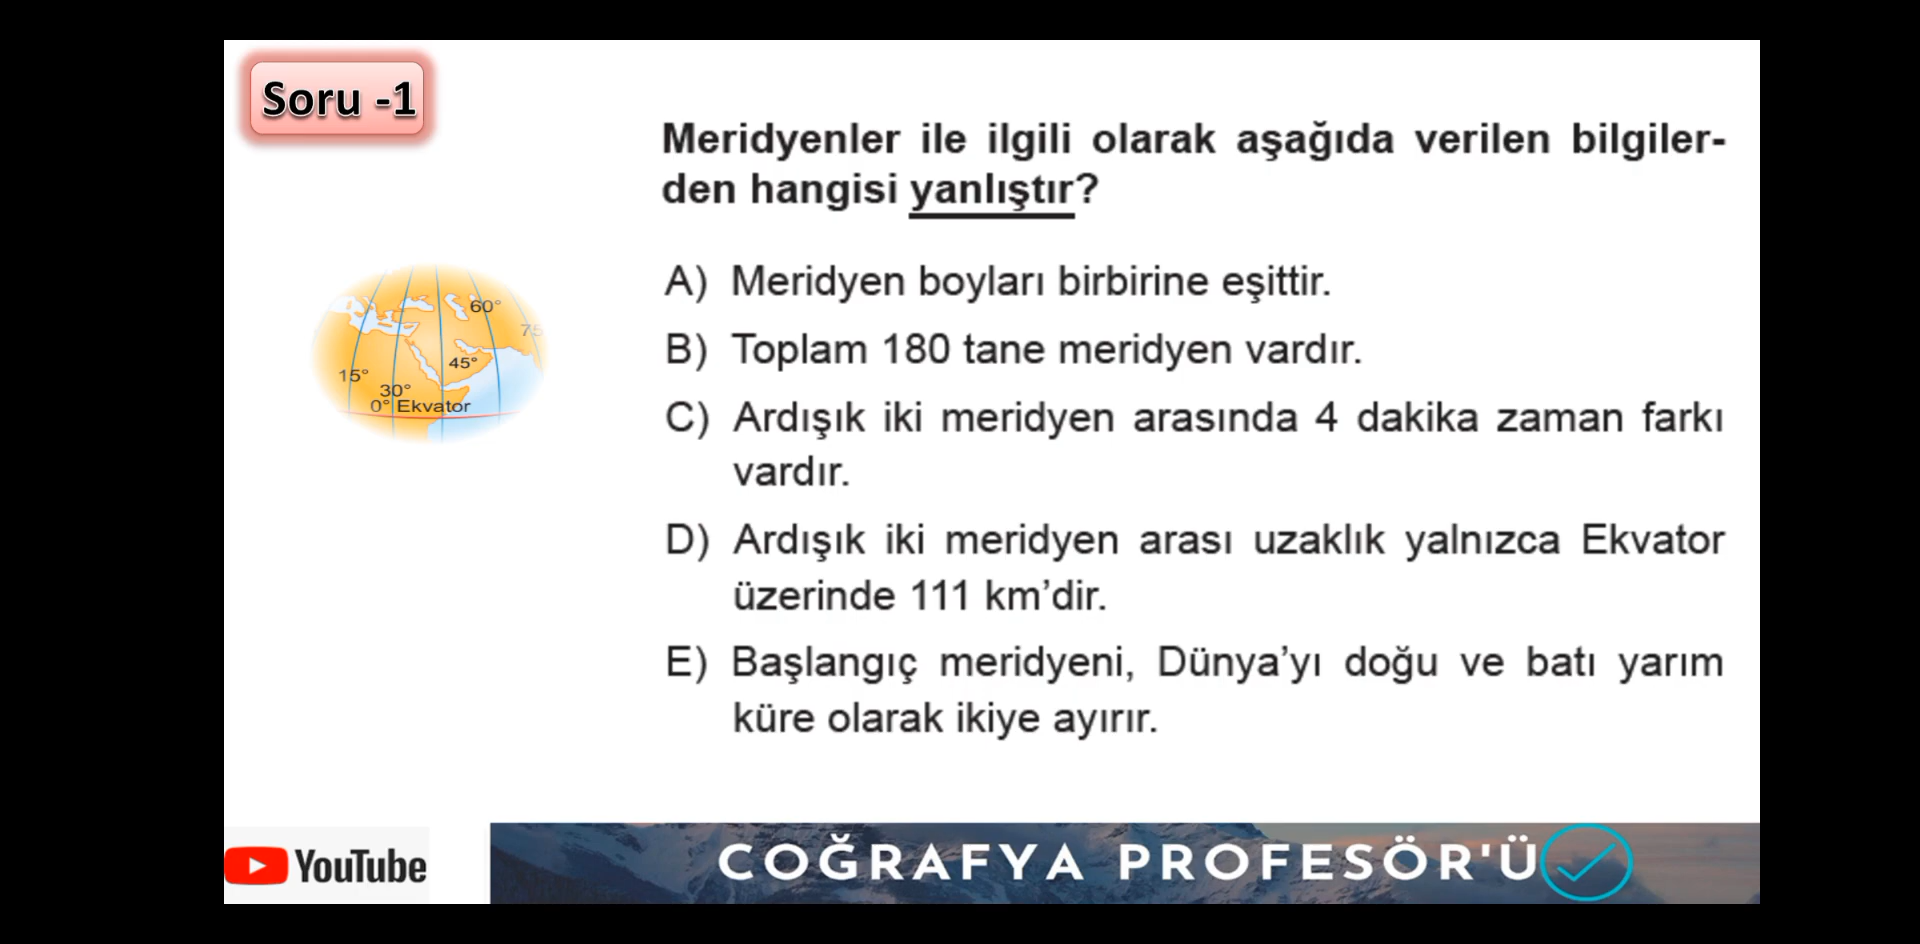 Soru -1
Meridyenler ile ilgili olarak aşağıda verilen bilgiler-
den hangisi yanlıştır?
A) Meridyen boyları birbirine eşittir.
B) Toplam 180 tane meridyen vardır.
C) Ardışık iki meridyen arasında 4 dakika zaman farkı
vardır.
D) Ardışık iki meridyen arası uzaklık yalnızca Ekvator
üzerinde 111 km’dir.
E) Başlangıç meridyeni, Dünya’yı doğu ve batı yarım
küre olarak ikiye ayırır.
60°
75
45°
15°
30°
0° Ekvator
YouTube
COĞRAFYA PROFESÖR'Ü